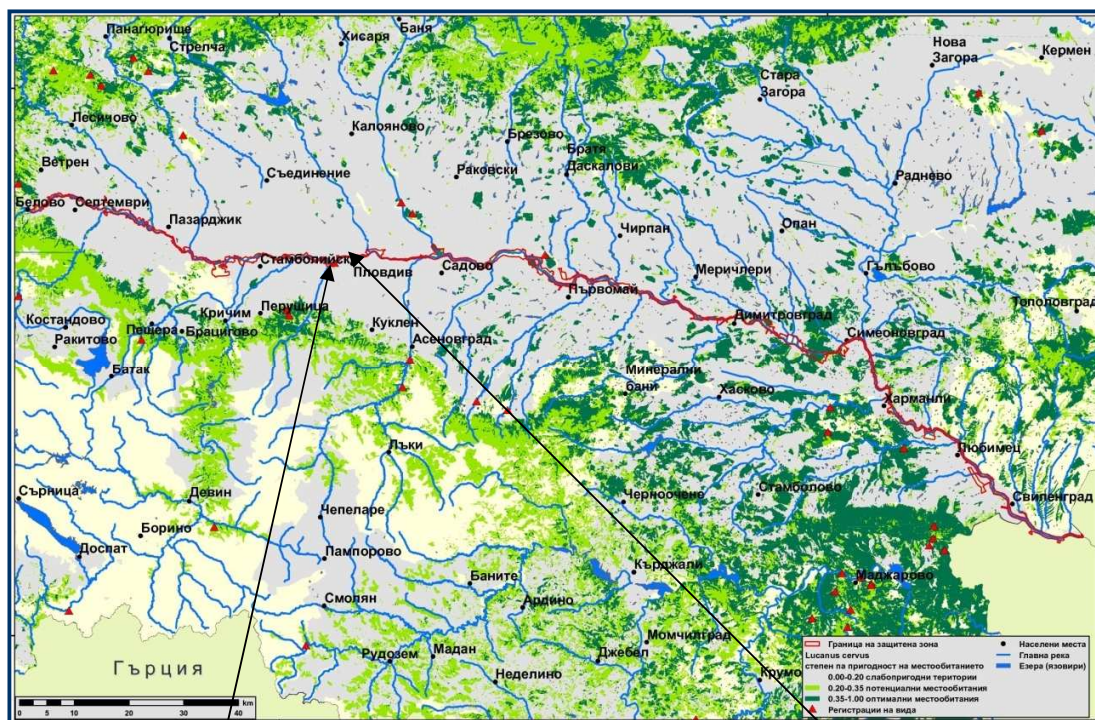 Баня
Панагюрище
Стрелча
Хисаря
Нова
Загора
Кермен
Стара
Загора
Лесичово
Калояново
Брезово
Братя
Даскалови
Ветрен
Съединение
Раковски
Раднево
Белово
Септември
Пазарджик
Чирпан
Опан
Стамболийски
Пловдив
Садово
Меричлери
Гълъбово
Първомай
Тополовград
Костандово
Пещера
Кричим
Перущица
Брацигово
Куклен
Димитровград
Симеоновград
Ракитово
Асеновград
Батак
Минерални
бани
Хасково
Харманли
Лъки
Любимец
Сърница
Девин
Черноочене
Стамболово
Свиленград
Чепеларе
Борино
Доспат
Пампорово
Баните
Кърджали
Маджарово
Смолян
Ардино
Момчилград
Рудозем
Мадан
Джебел
Гърция
Неделино
Крумо
Граница на защитена зона
Lucanus cervus
степен па пригодност на местообитанието
0.00-0.20 слабопригодни територии
0.20-0.35 потенциални местообитания
0.35-1.00 оптимални местообитания
Регистрации на вида
Населени места
Главна река
Езера (язовири)
km
0 5 10 20 30 40